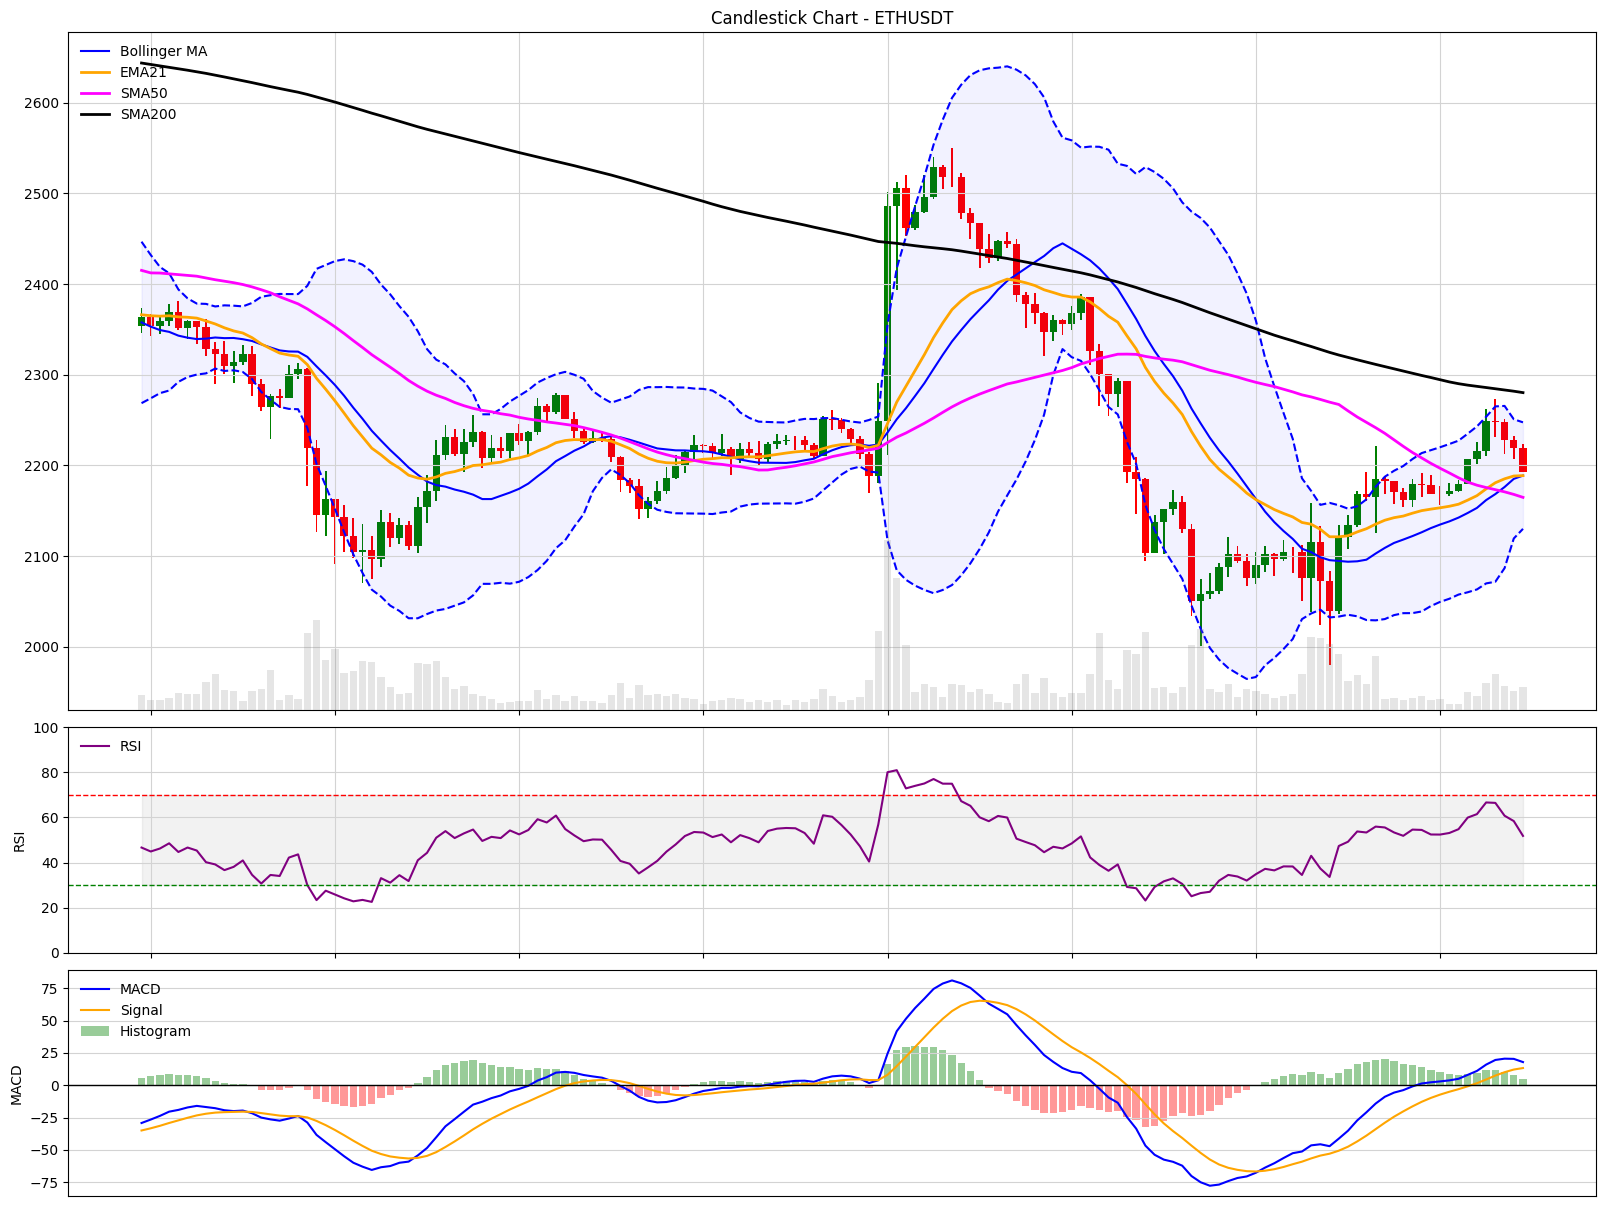 Candlestick Chart - ETHUSDT
Bollinger MA
EMA21
SMA50
SMA200
2600
2500
2400
2300
2200
2100
2000
RSI
RSI
100
80
60
40
20
0
MACD
Signal
Histogram
MACD
75
50
25
0
−25
−50
−75